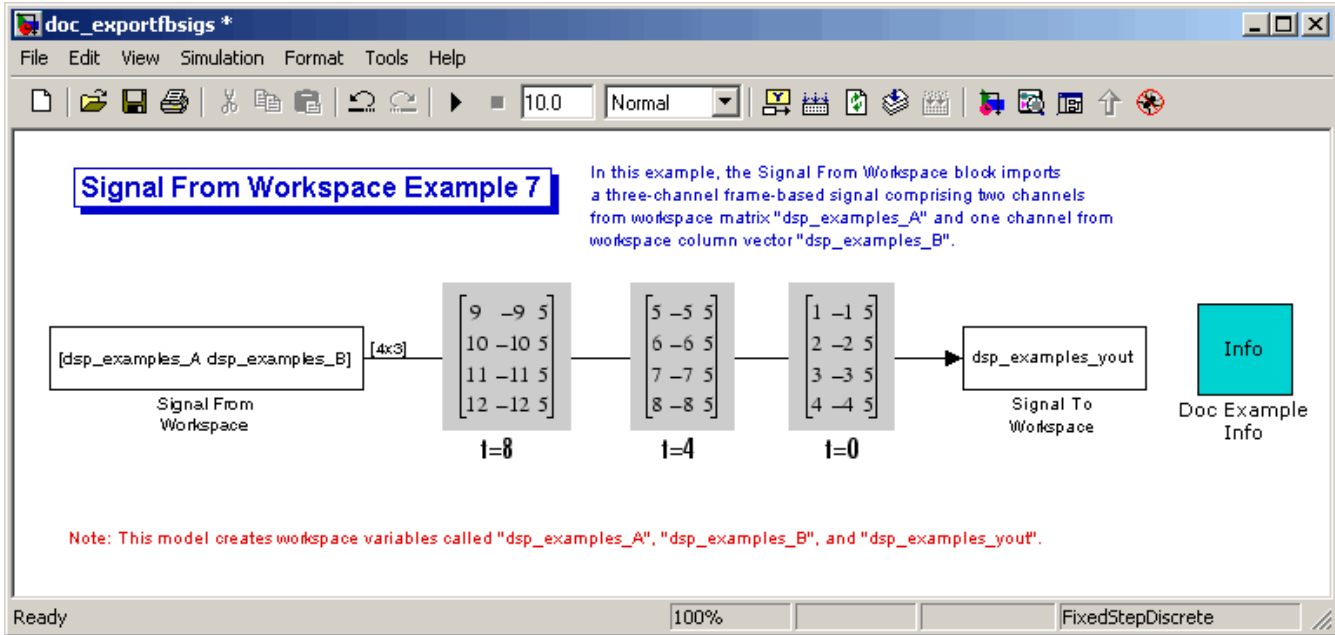 doc_exportfbsigs *
File Edit View Simulation Format Tools Help
10.0 Normal
Signal From Workspace Example 7
In this example, the Signal From Workspace block imports
a three-channel frame-based signal comprising two channels
from workspace matrix "dsp_examples_A" and one channel from
workspace column vector "dsp_examples_B".
[dsp_examples_A dsp_examples_B]
[4x3]
Signal From
Workspace
9 −9 5
10 −10 5
11 −11 5
12 −12 5
t=8
5 −5 5
6 −6 5
7 −7 5
8 −8 5
t=4
1 −1 5
2 −2 5
3 −3 5
4 −4 5
t=0
dsp_examples_yout
Signal To
Workspace
Info
Doc Example
Info
Note: This model creates workspace variables called "dsp_examples_A", "dsp_examples_B", and "dsp_examples_yout".
Ready 100% FixedStepDiscrete